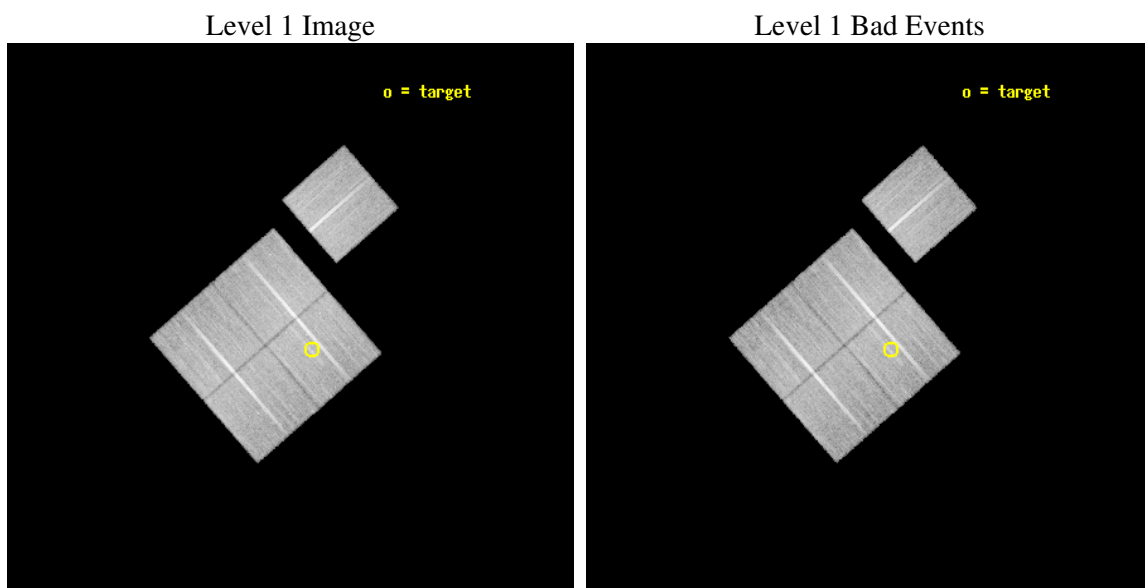 Level 1 Image
Level 1 Bad Events
o = target
o = target